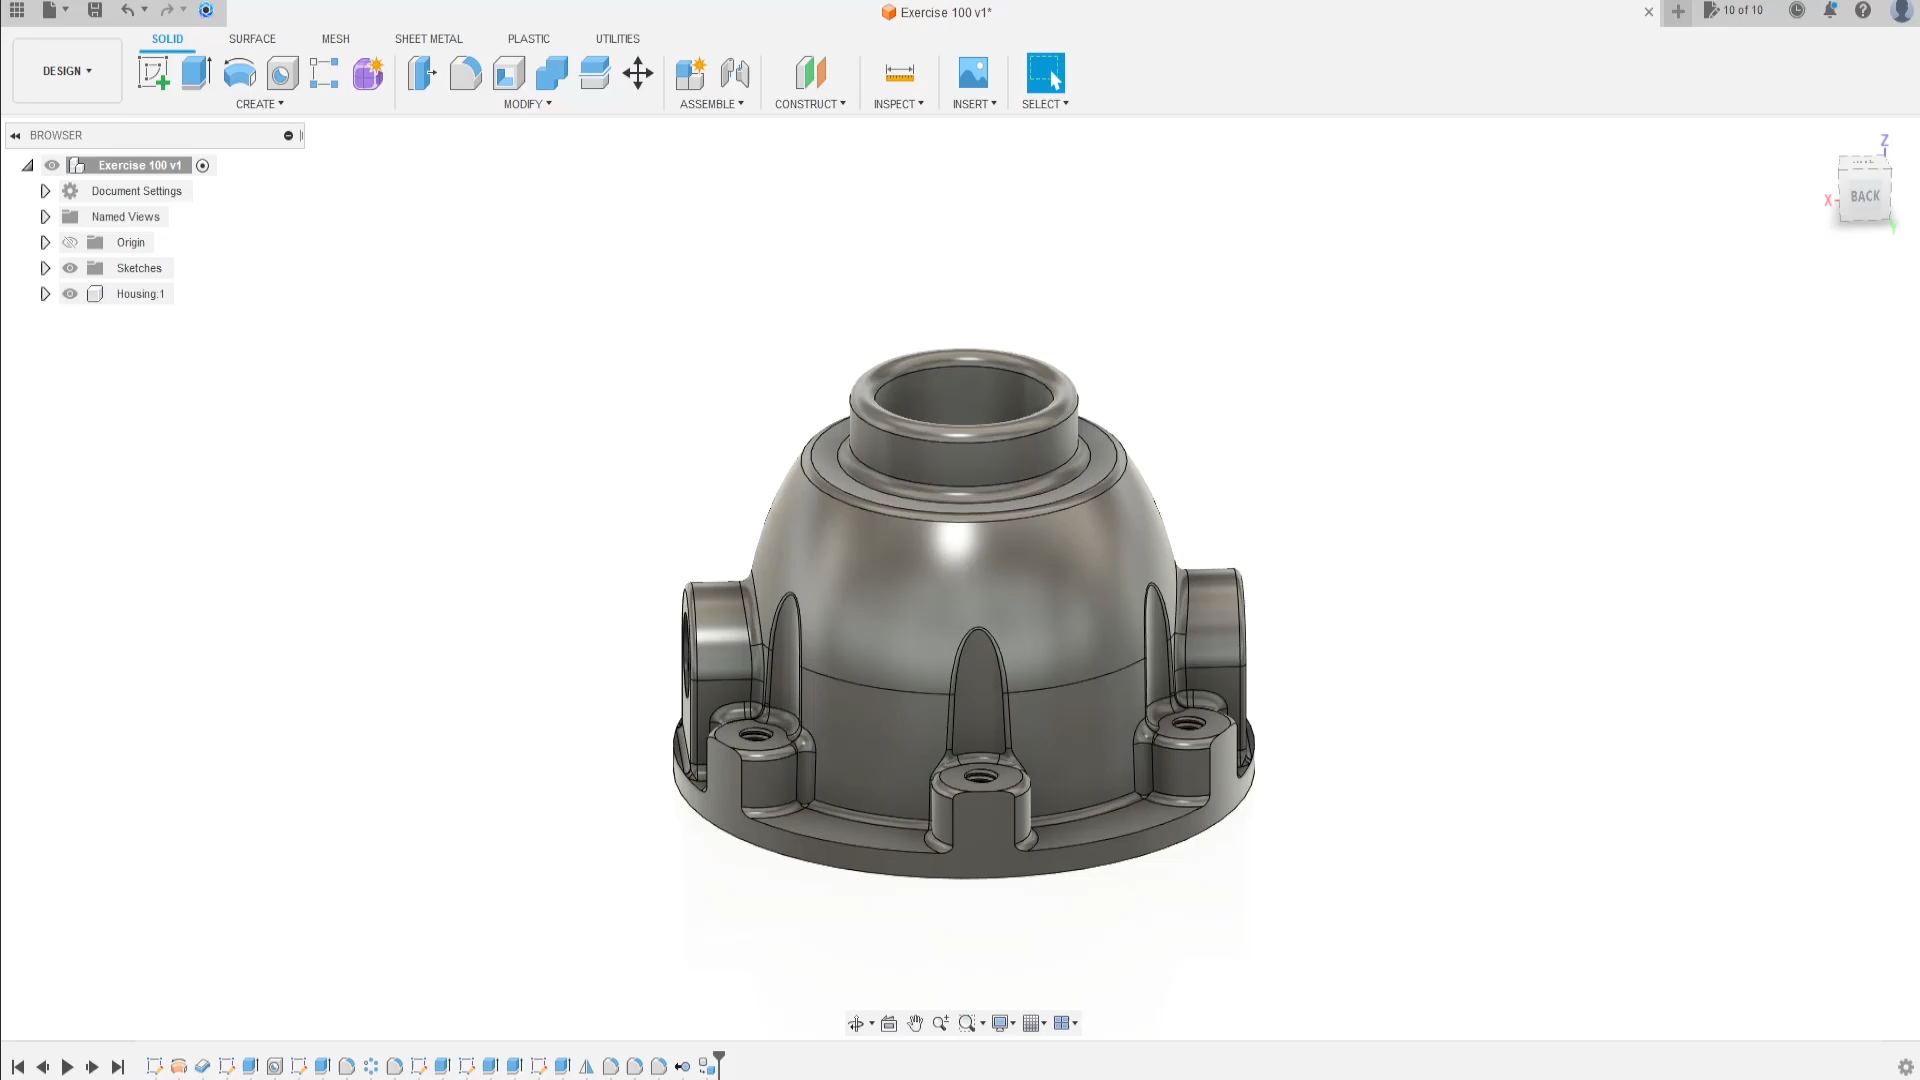 Exercise 100 v1*
10 of 10
SOLID SURFACE MESH SHEET METAL PLASTIC UTILITIES
DESIGN
CREATE MODIFY ASSEMBLE CONSTRUCT INSPECT INSERT SELECT
BROWSER
Exercise 100 v1
Document Settings
Named Views
Origin
Sketches
Housing:1
Z
X
BACK
Y